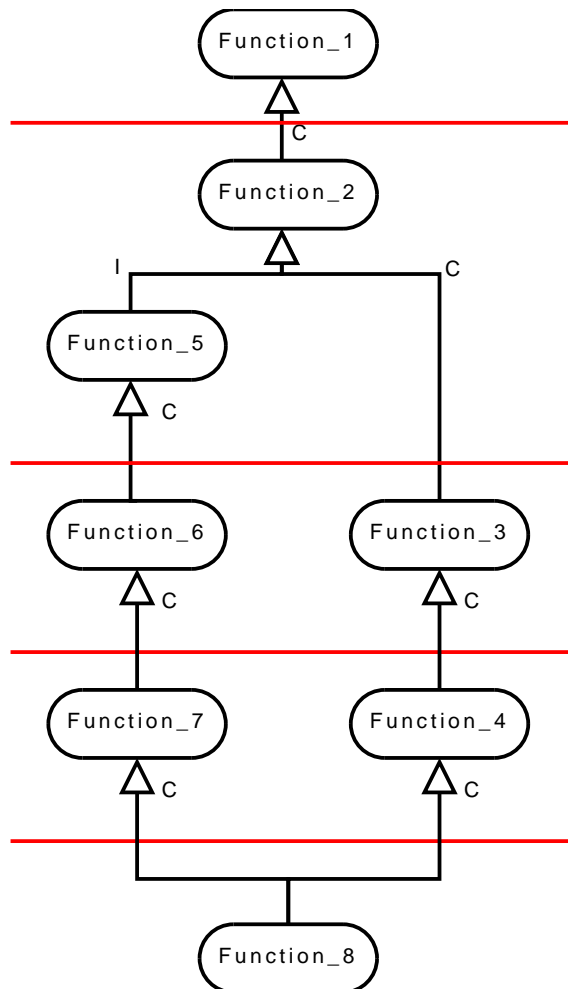 Function_1
C
Function_2
I
C
Function_5
C
Function_6
Function_3
C
C
Function_7
Function_4
C
C
Function_8